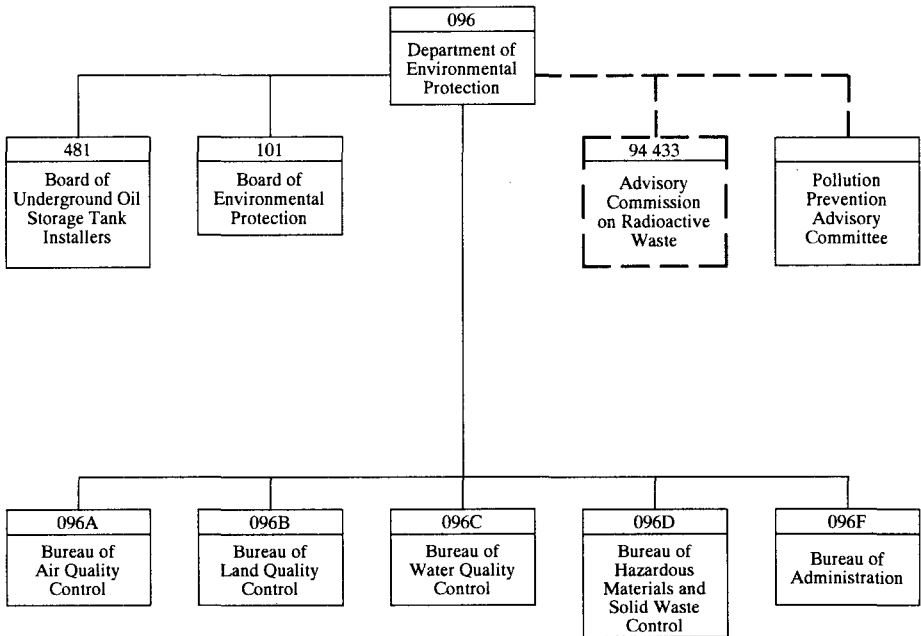 096
Department of
Environmental
Protection
481
Board of
Underground Oil
Storage Tank
Installers
101
Board of
Environmental
Protection
94 433
Advisory
Commission
on Radioactive
Waste
Pollution
Prevention
Advisory
Committee
096A
Bureau of
Air Quality
Control
096B
Bureau of
Land Quality
Control
096C
Bureau of
Water Quality
Control
096D
Bureau of
Hazardous
Materials and
Solid Waste
Control
096F
Bureau of
Administration